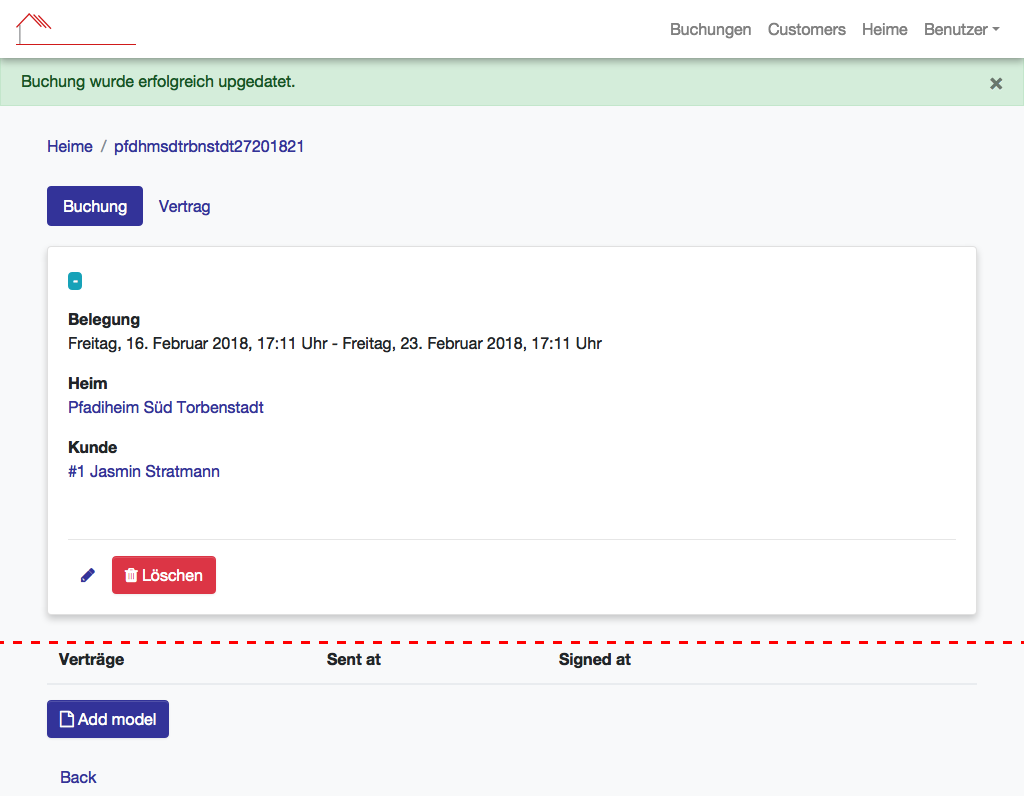 Buchungen Customers Heime Benutzer
Buchung wurde erfolgreich upgedatet. ×
Heime / pfdhmsdtrbnstdt27201821
Buchung Vertrag
-
Belegung
Freitag, 16. Februar 2018, 17:11 Uhr - Freitag, 23. Februar 2018, 17:11 Uhr
Heim
Pfadiheim Süd Torbenstadt
Kunde
#1 Jasmin Stratmann
Löschen
Verträge Sent at Signed at
Add model
Back